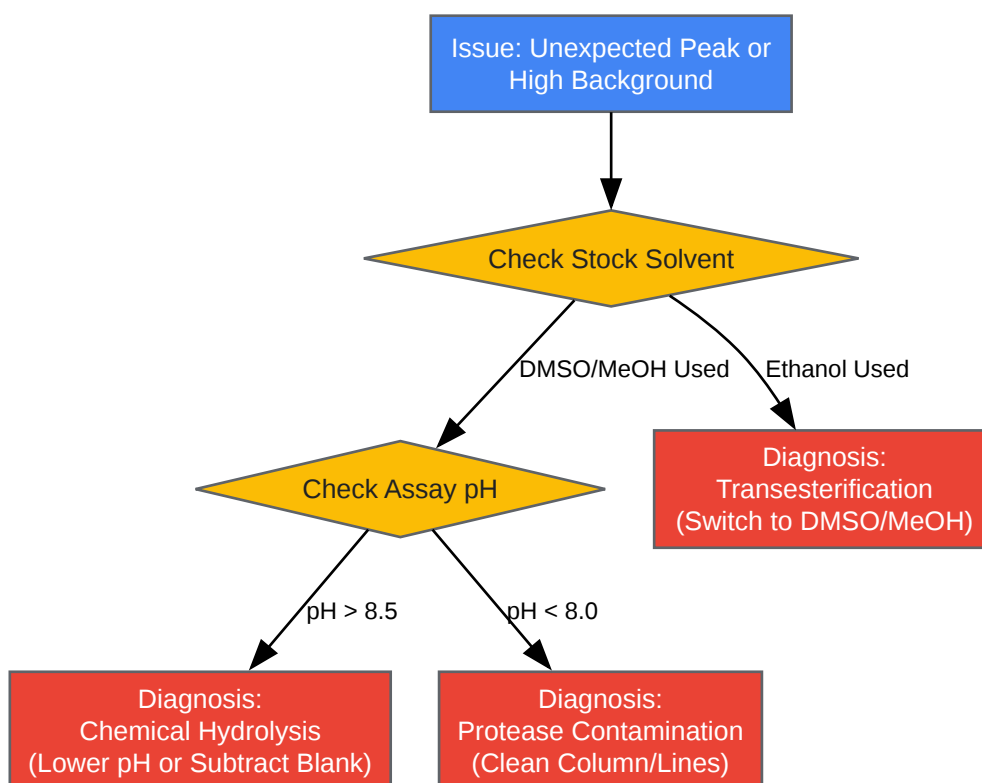 Issue: Unexpected Peak or
High Background
Check Stock Solvent
DMSO/MeOH Used
Ethanol Used
Check Assay pH
Diagnosis:
Transesterification
(Switch to DMSO/MeOH)
pH > 8.5
pH < 8.0
Diagnosis:
Chemical Hydrolysis
(Lower pH or Subtract Blank)
Diagnosis:
Protease Contamination
(Clean Column/Lines)